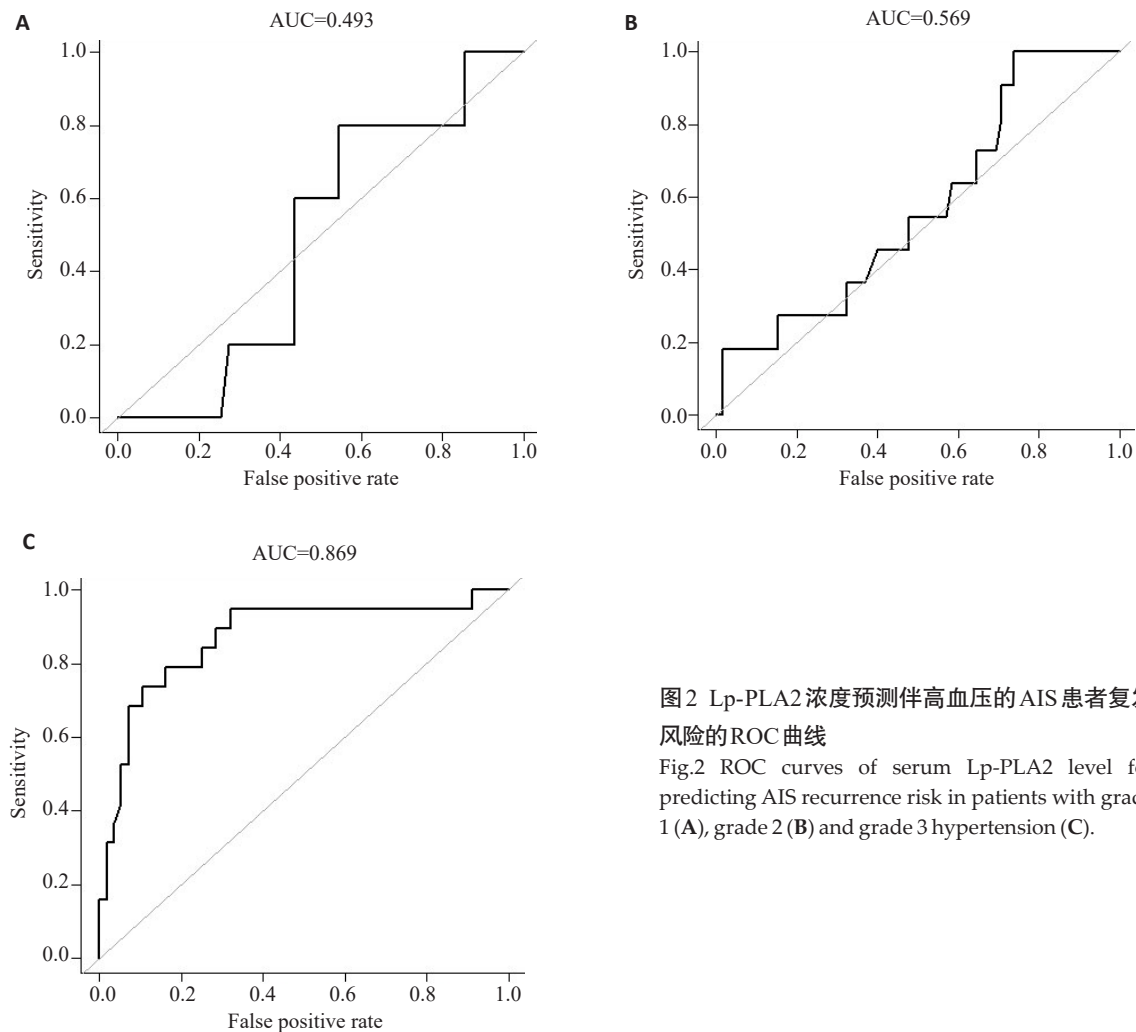 A
AUC=0.493
1.0
0.8
0.6
0.4
0.2
0.0
Sensitivity
0.0 0.2 0.4 0.6 0.8 1.0
False positive rate
B
AUC=0.569
1.0
0.8
0.6
0.4
0.2
0.0
Sensitivity
0.0 0.2 0.4 0.6 0.8 1.0
False positive rate
C
AUC=0.869
1.0
0.8
0.6
0.4
0.2
0.0
Sensitivity
0.0 0.2 0.4 0.6 0.8 1.0
False positive rate
图2 Lp-PLA2浓度预测伴高血压的AIS患者复发
风险的ROC曲线
Fig.2 ROC curves of serum Lp-PLA2 level
predicting AIS recurrence risk in patients with
1 (A), grade 2 (B) and grade 3 hypertension (C).